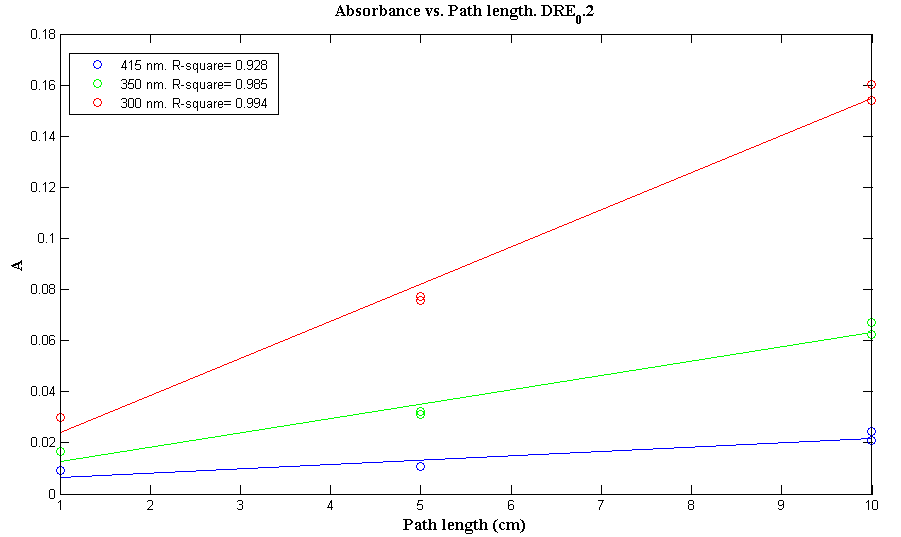 Absorbance vs. Path length. DRE0.2
415 nm. R-square= 0.928
350 nm. R-square= 0.985
300 nm. R-square= 0.994
0.18
0.16
0.14
0.12
0.1
0.08
0.06
0.04
0.02
0
A
1 2 3 4 5 6 7 8 9 10
Path length (cm)